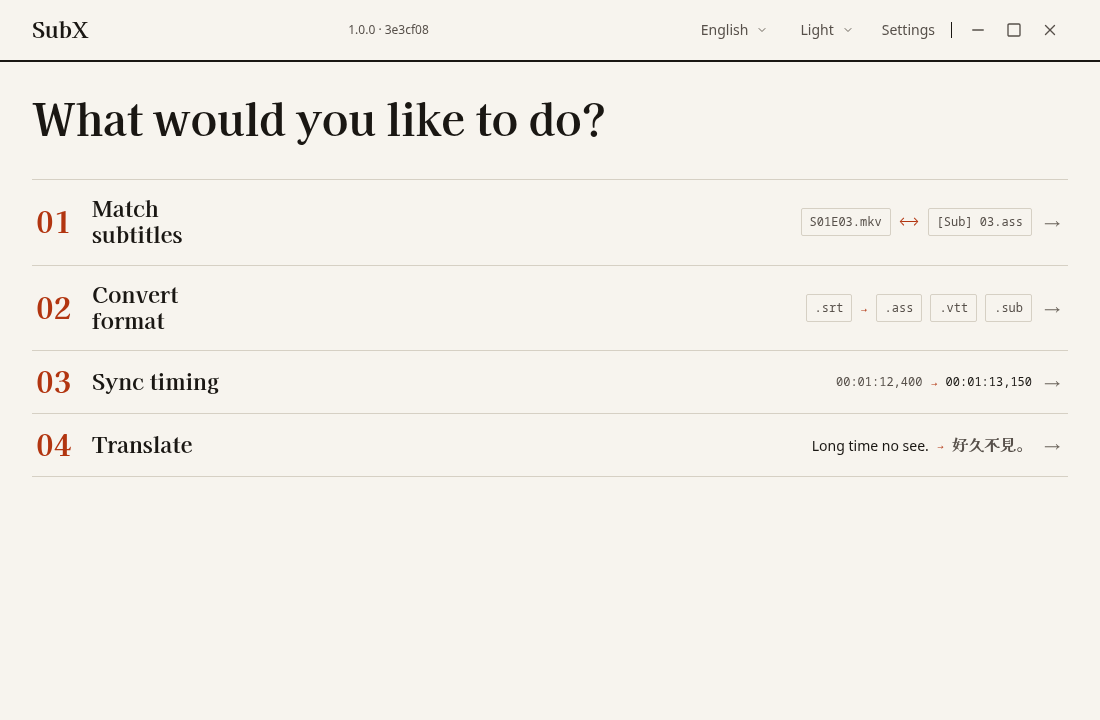 SubX
1.0.0 · 3e3cf08
English
Light
Settings
What would you like to do?
01
Match
subtitles
S01E03.mkv ↔ [Sub] 03.ass →
02
Convert
format
.srt → .ass .vtt .sub →
03
Sync timing
00:01:12,400 → 00:01:13,150 →
04
Translate
Long time no see. → 好久不見。 →